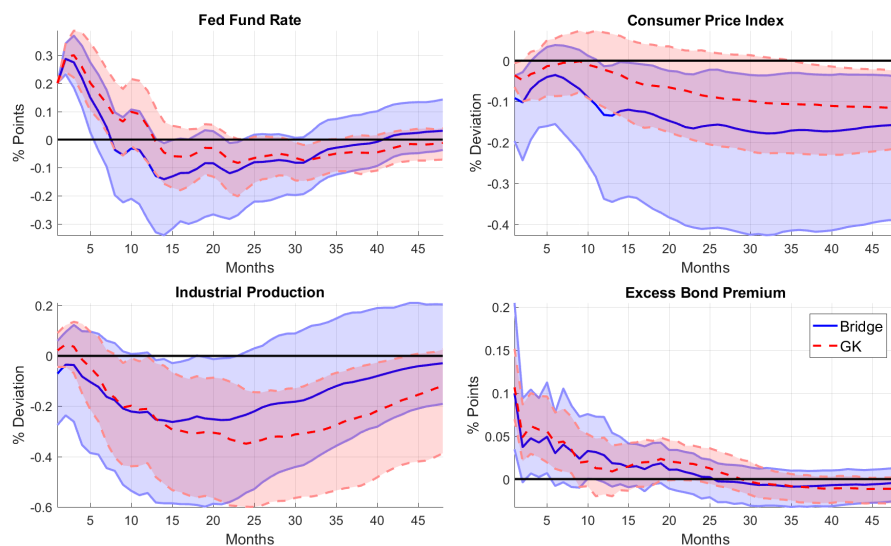 Fed Fund Rate
% Points
0.3
0.2
0.1
0
-0.1
-0.2
-0.3
5 10 15 20 25 30 35 40 45
Months
Consumer Price Index
% Deviation
0
-0.1
-0.2
-0.3
-0.4
5 10 15 20 25 30 35 40 45
Months
Industrial Production
% Deviation
0.2
0
-0.2
-0.4
-0.6
5 10 15 20 25 30 35 40 45
Months
Excess Bond Premium
% Points
0.2
0.15
0.1
0.05
0
5 10 15 20 25 30 35 40 45
Months
Bridge
GK